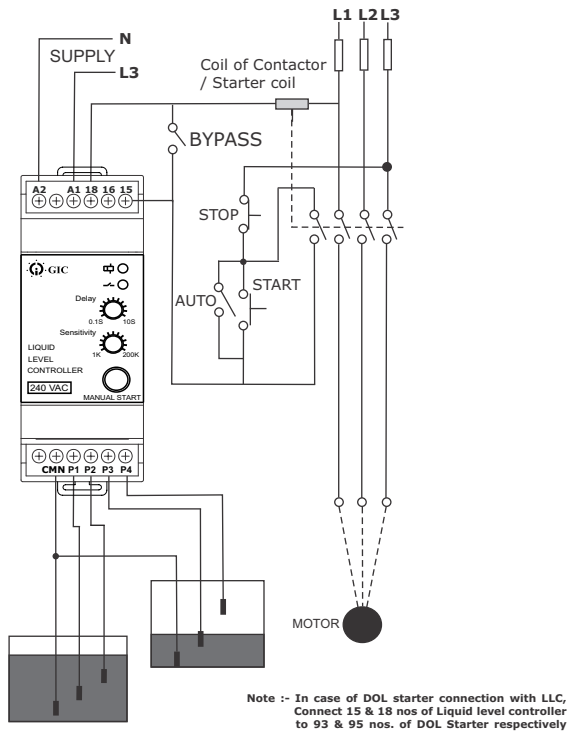 L1 L2 L3
N
SUPPLY
L3
Coil of Contactor
/ Starter coil
BYPASS
A2 A1 18 16 15
STOP
GIC
START
AUTO
Delay
0.1S 10S
Sensitivity
1K 200K
LIQUID
LEVEL
CONTROLLER
240 VAC
MANUAL START
CMN P1 P2 P3 P4
MOTOR
Note :- In case of DOL starter connection with LLC,
Connect 15 & 18 nos of Liquid level controller
to 93 & 95 nos. of DOL Starter respectively